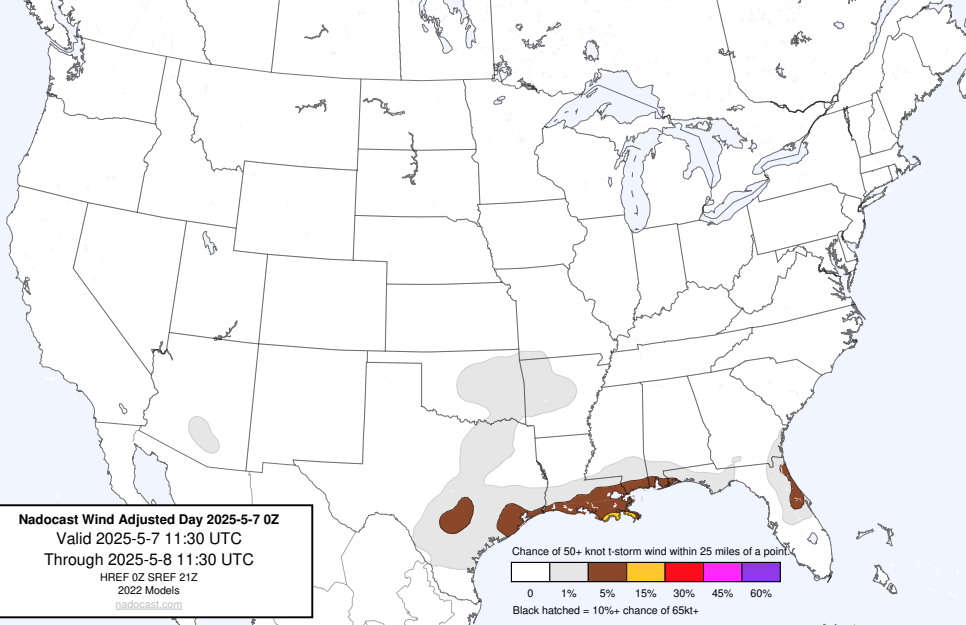 Nadocast Wind Adjusted Day 2025-5-7 0Z
Valid 2025-5-7 11:30 UTC
Through 2025-5-8 11:30 UTC
HREF 0Z SREF 21Z
2022 Models
nadocast.com
Chance of 50+ knot t-storm wind within 25 miles of a point.
0 1% 5% 15% 30% 45% 60%
Black hatched = 10%+ chance of 65kt+